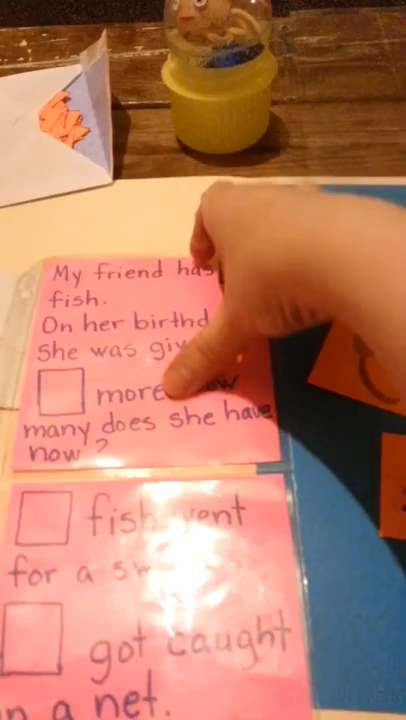 My friend has
fish.
On her birthd
She was giv
more
many does she have
now?
fish went
for a
got caught
in a net.